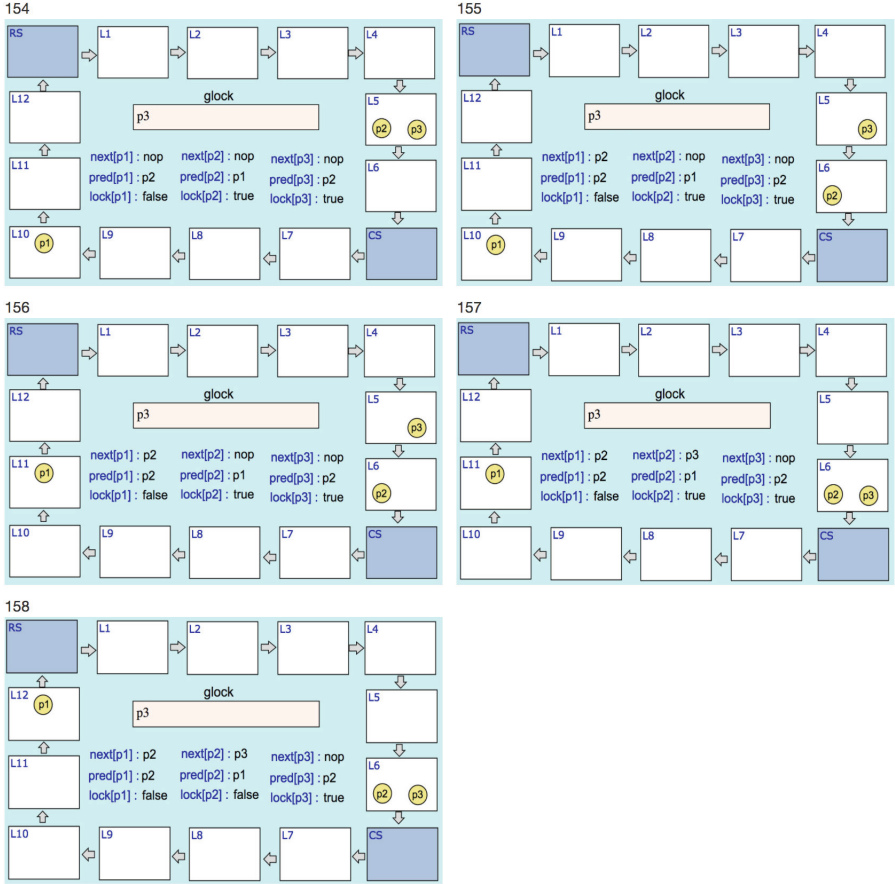 154
RS L1 L2 L3 L4
glock
L12 p3 L5
p2 p3
next[p1] : nop next[p2] : nop next[p3] : nop
L11 pred[p1] : p2 pred[p2] : p1 pred[p3] : p2 L6
lock[p1] : false lock[p2] : true lock[p3] : true
L10 p1 L9 L8 L7 CS
155
RS L1 L2 L3 L4
glock
L12 p3 L5
p3
next[p1] : p2 next[p2] : nop next[p3] : nop
L11 pred[p1] : p2 pred[p2] : p1 pred[p3] : p2 L6
lock[p1] : false lock[p2] : true lock[p3] : true p2
L10 p1 L9 L8 L7 CS
156
RS L1 L2 L3 L4
glock
L12 p3 L5
p3
next[p1] : p2 next[p2] : nop next[p3] : nop
L11 p1 pred[p1] : p2 pred[p2] : p1 pred[p3] : p2 L6
lock[p1] : false lock[p2] : true lock[p3] : true p2
L10 L9 L8 L7 CS
157
RS L1 L2 L3 L4
glock
L12 p3 L5
next[p1] : p2 next[p2] : p3 next[p3] : nop
L11 p1 pred[p1] : p2 pred[p2] : p1 pred[p3] : p2 L6
lock[p1] : false lock[p2] : true lock[p3] : true p2 p3
L10 L9 L8 L7 CS
158
RS L1 L2 L3 L4
glock
L12 p1 p3 L5
next[p1] : p2 next[p2] : p3 next[p3] : nop
L11 pred[p1] : p2 pred[p2] : p1 pred[p3] : p2 L6
lock[p1] : false lock[p2] : false lock[p3] : true p2 p3
L10 L9 L8 L7 CS